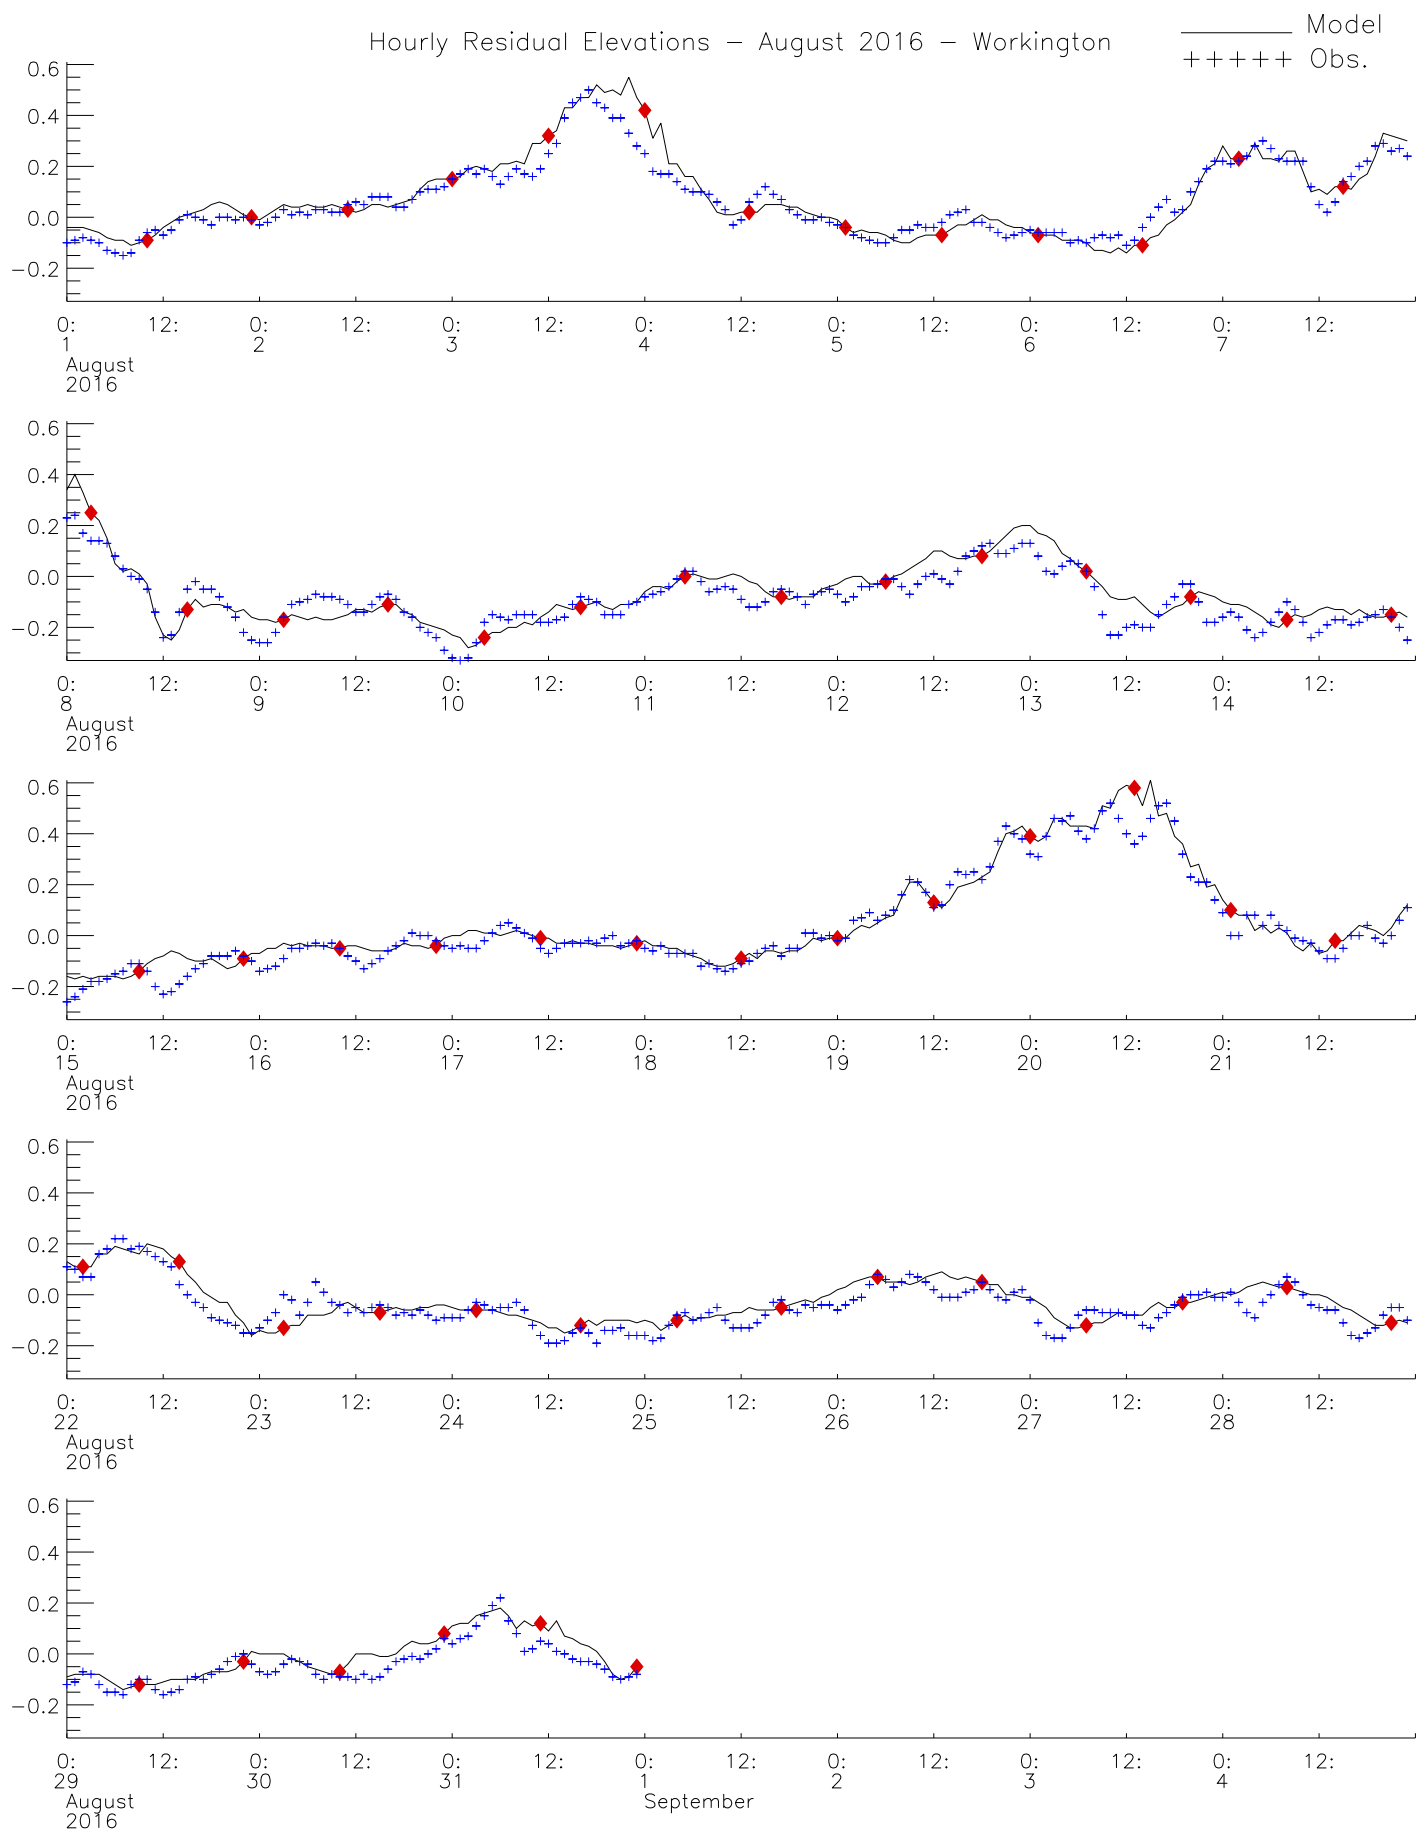 Hourly Residual Elevations – August 2016 – Workington
Model
+++++ Obs.
0.6
0.4
0.2
0.0
−0.2
0: 12: 0: 12: 0: 12: 0: 12: 0: 12: 0: 12: 0: 12:
1 2 3 4 5 6 7
August
2016
0.6
0.4
0.2
0.0
−0.2
0: 12: 0: 12: 0: 12: 0: 12: 0: 12: 0: 12: 0: 12:
8 9 10 11 12 13 14
August
2016
0.6
0.4
0.2
0.0
−0.2
0: 12: 0: 12: 0: 12: 0: 12: 0: 12: 0: 12: 0: 12:
15 16 17 18 19 20 21
August
2016
0.6
0.4
0.2
0.0
−0.2
0: 12: 0: 12: 0: 12: 0: 12: 0: 12: 0: 12: 0: 12:
22 23 24 25 26 27 28
August
2016
0.6
0.4
0.2
0.0
−0.2
0: 12: 0: 12: 0: 12: 0: 12: 0: 12: 0: 12: 0: 12:
29 30 31 1 2 3 4
August September
2016